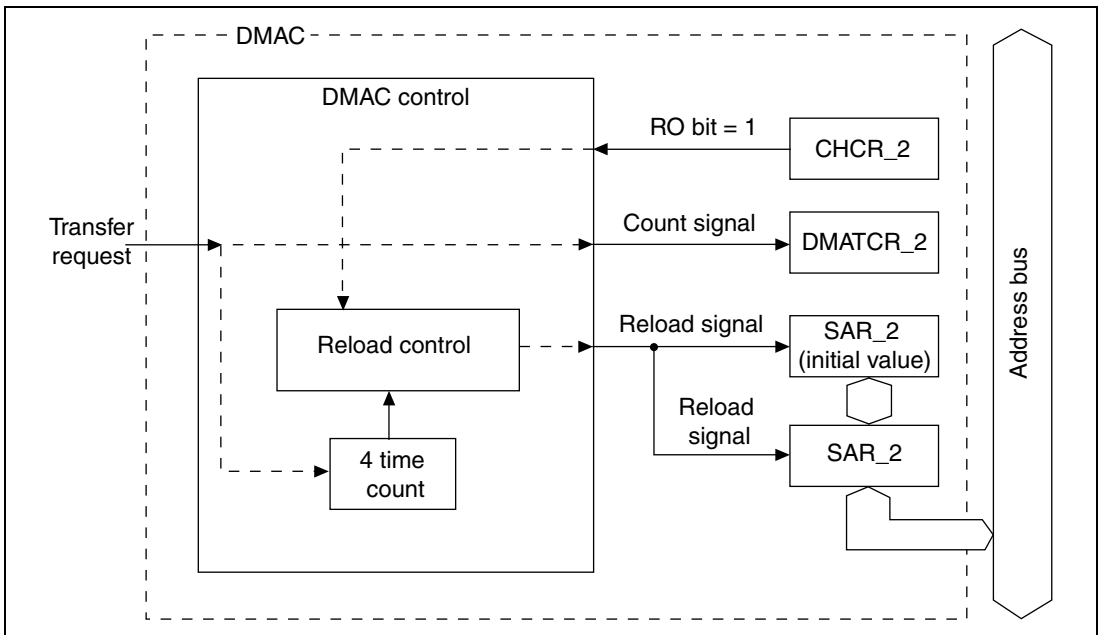 DMAC
DMAC control
RO bit = 1
CHCR_2
Transfer
request
Count signal
DMATCR_2
Reload control
Reload signal
SAR_2
(initial value)
Reload
signal
SAR_2
4 time
count
Address bus